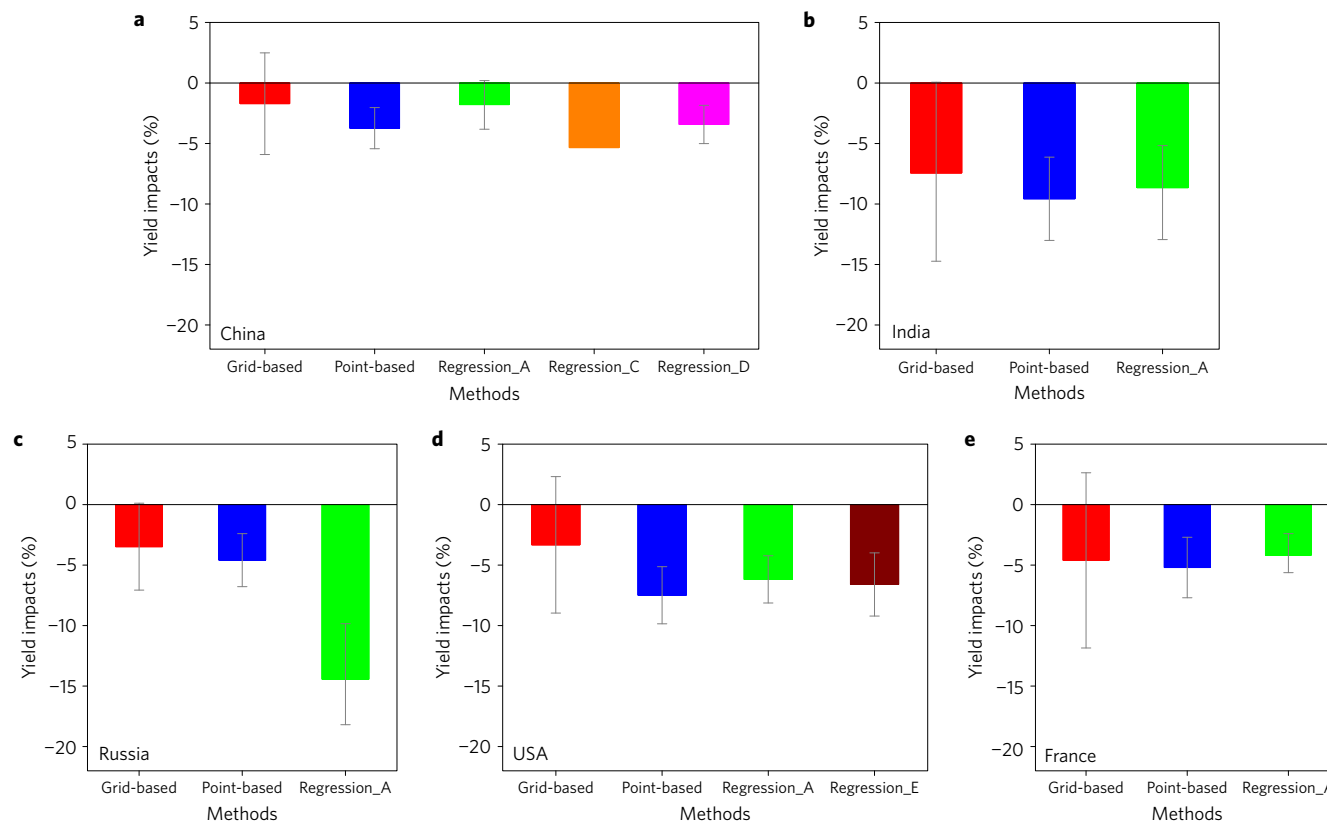 a
5
0
−5
−10
−15
−20
Yield impacts (%)
China
Grid-based Point-based Regression_A Regression_C Regression_D
Methods
b
5
0
−5
−10
−15
−20
Yield impacts (%)
India
Grid-based Point-based Regression_A
Methods
c
5
0
−5
−10
−15
−20
Yield impacts (%)
Russia
Grid-based Point-based Regression_A
Methods
d
5
0
−5
−10
−15
−20
Yield impacts (%)
USA
Grid-based Point-based Regression_A Regression_E
Methods
e
5
0
−5
−10
−15
−20
Yield impacts (%)
France
Grid-based Point-based Regression_A
Methods